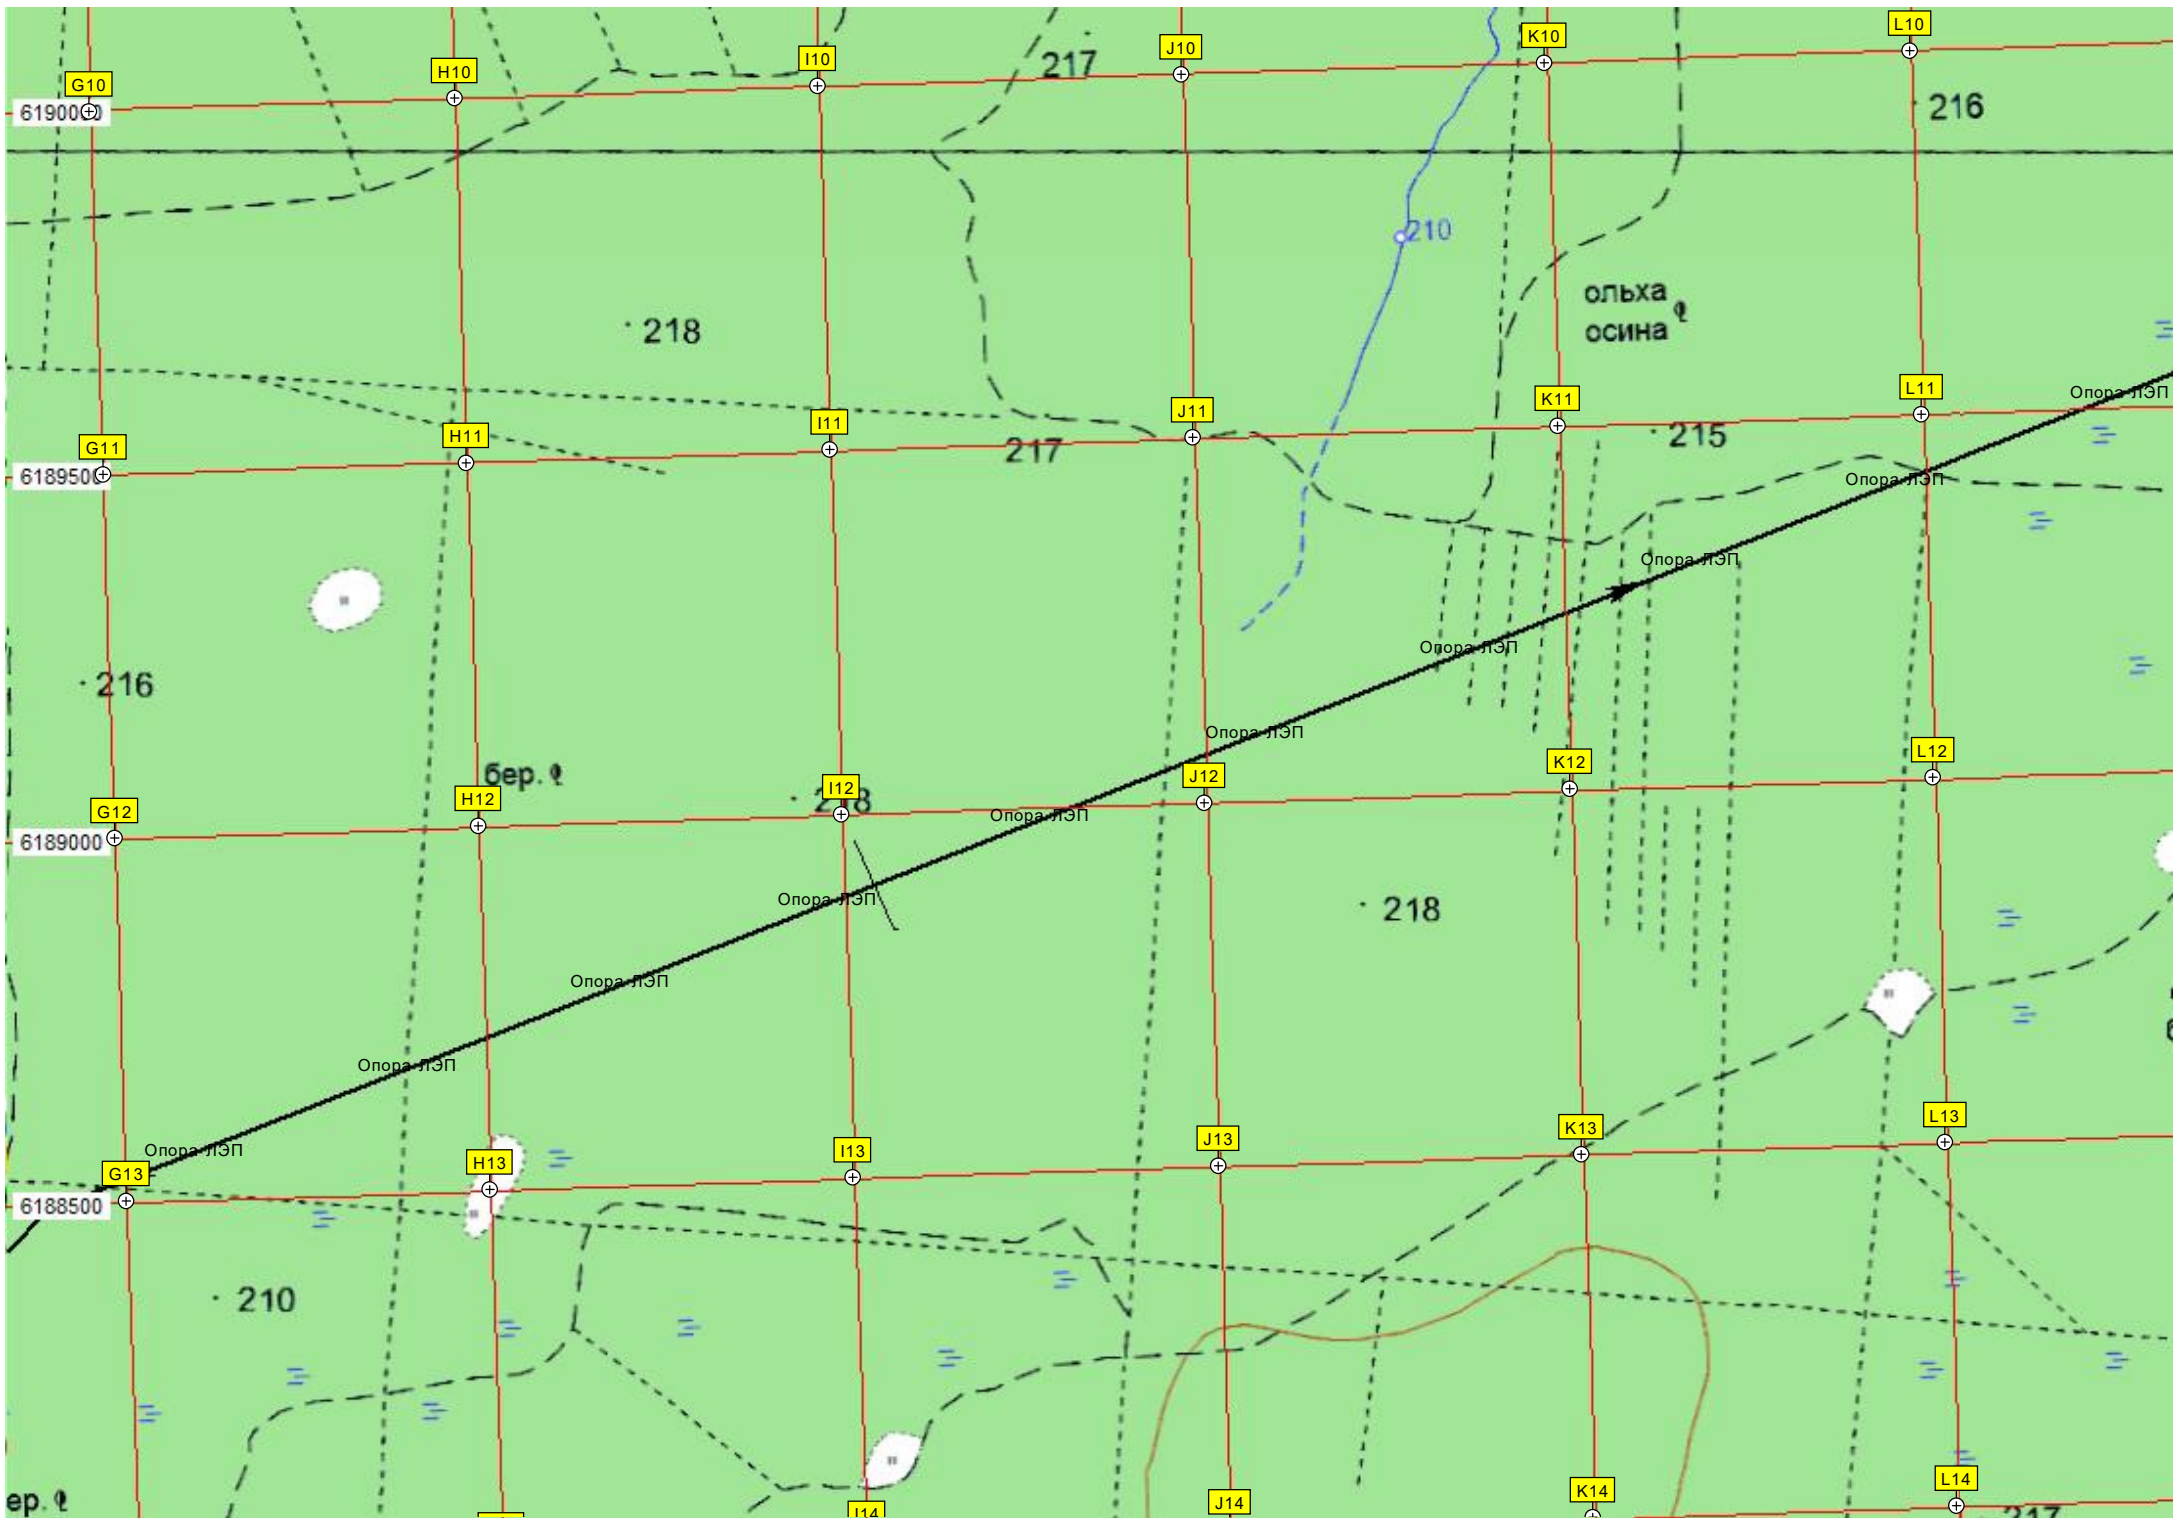 L10
K10
J10
I10
217
H10
G10
6190000
216
210
ольха
осина
218
L11
Опора ЛЭП
K11
J11
215
I11
H11
217
G11
6189500
Опора ЛЭП
Опора ЛЭП
Опора ЛЭП
216
Опора ЛЭП
L12
K12
бер.
J12
I12
218
H12
G12
Опора ЛЭП
6189000
Опора ЛЭП
218
Опора ЛЭП
Опора ЛЭП
L13
K13
J13
Опора ЛЭП
I13
H13
G13
6188500
210
L14
K14
J14
I14
ер.
217